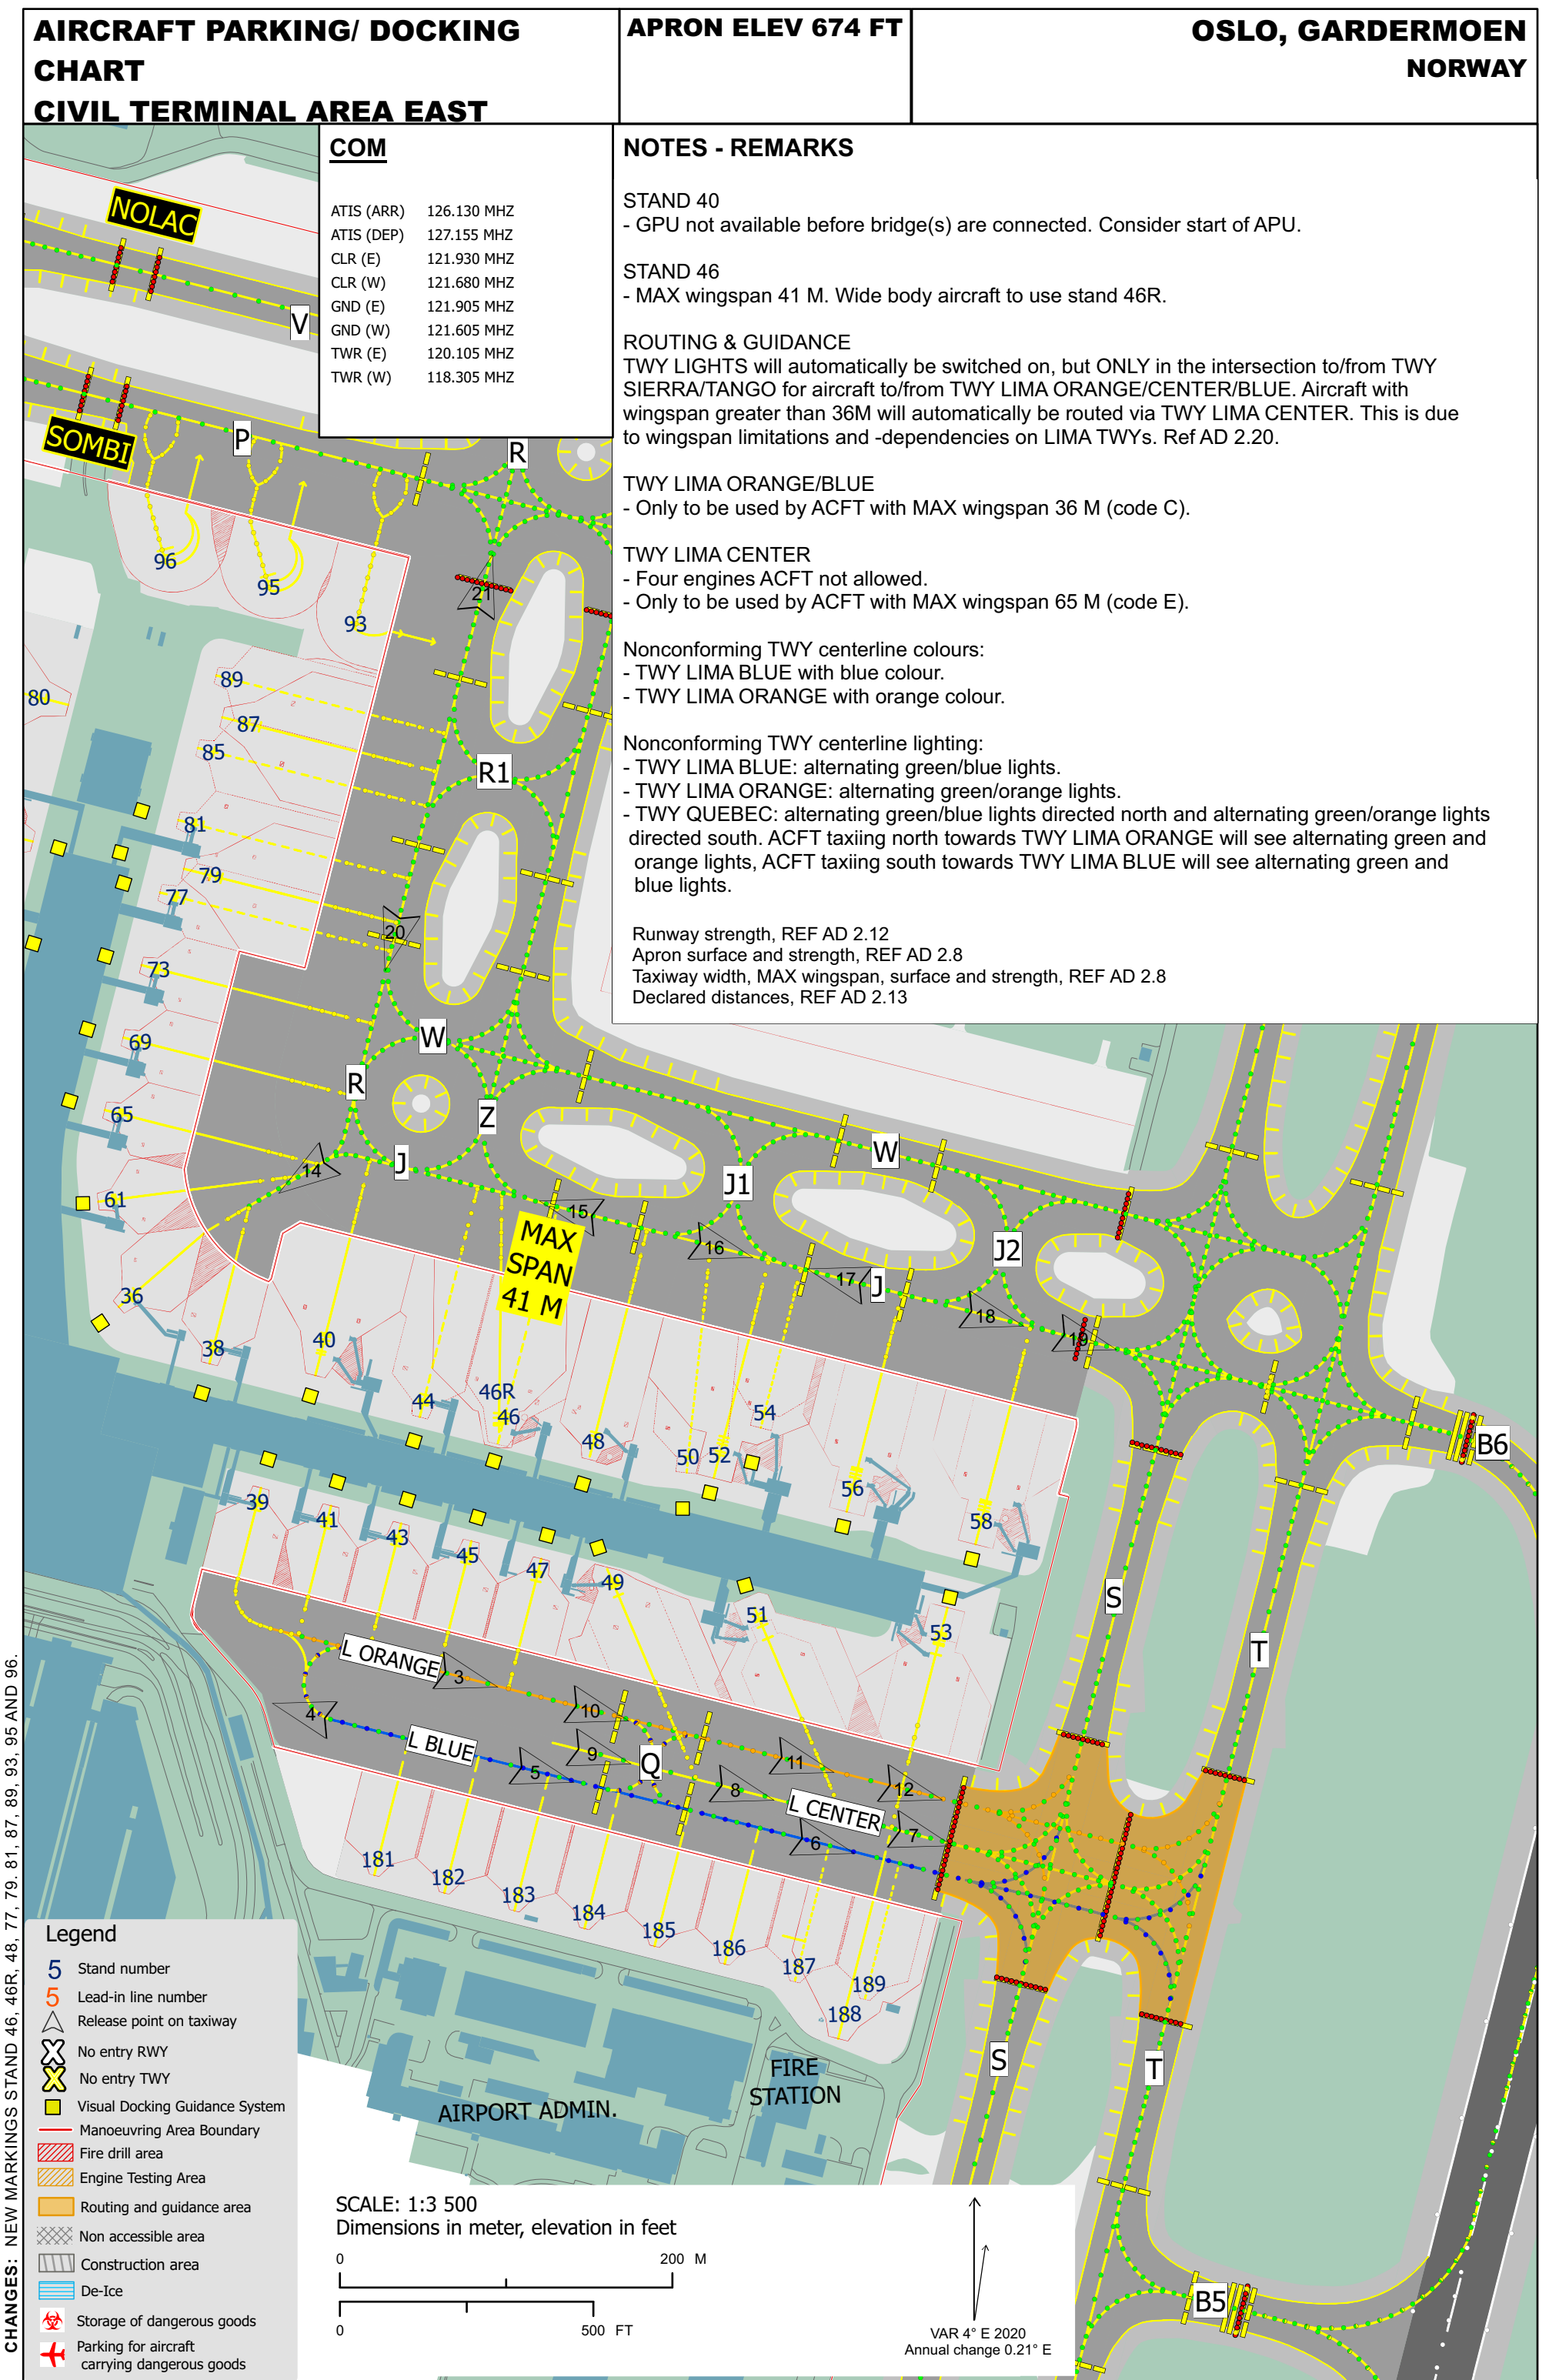 AIRCRAFT PARKING/ DOCKING
CHART
CIVIL TERMINAL AREA EAST
APRON ELEV 674 FT
OSLO, GARDERMOEN
NORWAY
COM
ATIS (ARR) 126.130 MHZ
ATIS (DEP) 127.155 MHZ
CLR (E) 121.930 MHZ
CLR (W) 121.680 MHZ
GND (E) 121.905 MHZ
GND (W) 121.605 MHZ
TWR (E) 120.105 MHZ
TWR (W) 118.305 MHZ
NOTES - REMARKS
STAND 40
- GPU not available before bridge(s) are connected. Consider start of APU.
STAND 46
- MAX wingspan 41 M. Wide body aircraft to use stand 46R.
ROUTING & GUIDANCE
TWY LIGHTS will automatically be switched on, but ONLY in the intersection to/from TWY
SIERRA/TANGO for aircraft to/from TWY LIMA ORANGE/CENTER/BLUE. Aircraft with
wingspan greater than 36M will automatically be routed via TWY LIMA CENTER. This is due
to wingspan limitations and -dependencies on LIMA TWYs. Ref AD 2.20.
TWY LIMA ORANGE/BLUE
- Only to be used by ACFT with MAX wingspan 36 M (code C).
TWY LIMA CENTER
- Four engines ACFT not allowed.
- Only to be used by ACFT with MAX wingspan 65 M (code E).
Nonconforming TWY centerline colours:
- TWY LIMA BLUE with blue colour.
- TWY LIMA ORANGE with orange colour.
Nonconforming TWY centerline lighting:
- TWY LIMA BLUE: alternating green/blue lights.
- TWY LIMA ORANGE: alternating green/orange lights.
- TWY QUEBEC: alternating green/blue lights directed north and alternating green/orange lights
directed south. ACFT taxiing north towards TWY LIMA ORANGE will see alternating green and
orange lights, ACFT taxiing south towards TWY LIMA BLUE will see alternating green and
blue lights.
Runway strength, REF AD 2.12
Apron surface and strength, REF AD 2.8
Taxiway width, MAX wingspan, surface and strength, REF AD 2.8
Declared distances, REF AD 2.13
NOLAC
V
SOMBI
P
R
96
95
93
21
89
80
87
85
R1
81
79
77
20
73
69
W
R
65
Z
J
14
61
W
J1
15
16
MAX
SPAN
41 M
J2
17
J
18
19
36
38
40
44
46R
46
48
50
52
54
56
58
B6
39
41
43
45
47
49
51
53
S
T
L ORANGE
3
10
4
L BLUE
9
Q
5
11
8
12
L CENTER
7
6
181
182
183
184
185
186
187
189
188
S
T
FIRE
STATION
AIRPORT ADMIN.
B5
Legend
5 Stand number
5 Lead-in line number
Release point on taxiway
No entry RWY
No entry TWY
Visual Docking Guidance System
Manoeuvring Area Boundary
Fire drill area
Engine Testing Area
Routing and guidance area
Non accessible area
Construction area
De-Ice
Storage of dangerous goods
Parking for aircraft
carrying dangerous goods
SCALE: 1:3 500
Dimensions in meter, elevation in feet
0 200 M
0 500 FT
VAR 4° E 2020
Annual change 0.21° E
CHANGES: NEW MARKINGS STAND 46, 46R, 48, 77, 79. 81, 87, 89, 93, 95 AND 96.